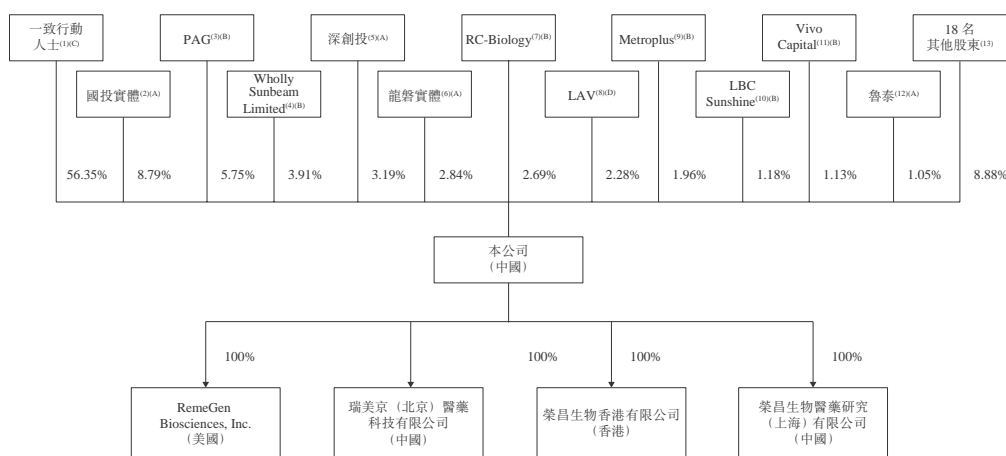 一致行動
人士(1)(C)
PAG(3)(B)
深創投(5)(A)
RC-Biology(7)(B)
Metroplus(9)(B)
Vivo
Capital(11)(B)
18 名
其他股東(13)
國投實體(2)(A)
Wholly
Sunbeam
Limited(4)(B)
龍磐實體(6)(A)
LAV(8)(D)
LBC
Sunshine(10)(B)
魯泰(12)(A)
56.35%
8.79%
5.75%
3.91%
3.19%
2.84%
2.69%
2.28%
1.96%
1.18%
1.13%
1.05%
8.88%
本公司
(中國)
100%
100%
100%
100%
RemeGen
Biosciences, Inc.
(美國)
瑞美京(北京)醫藥
科技有限公司
(中國)
榮昌生物香港有限公司
(香港)
榮昌生物醫藥研究
(上海)有限公司
(中國)